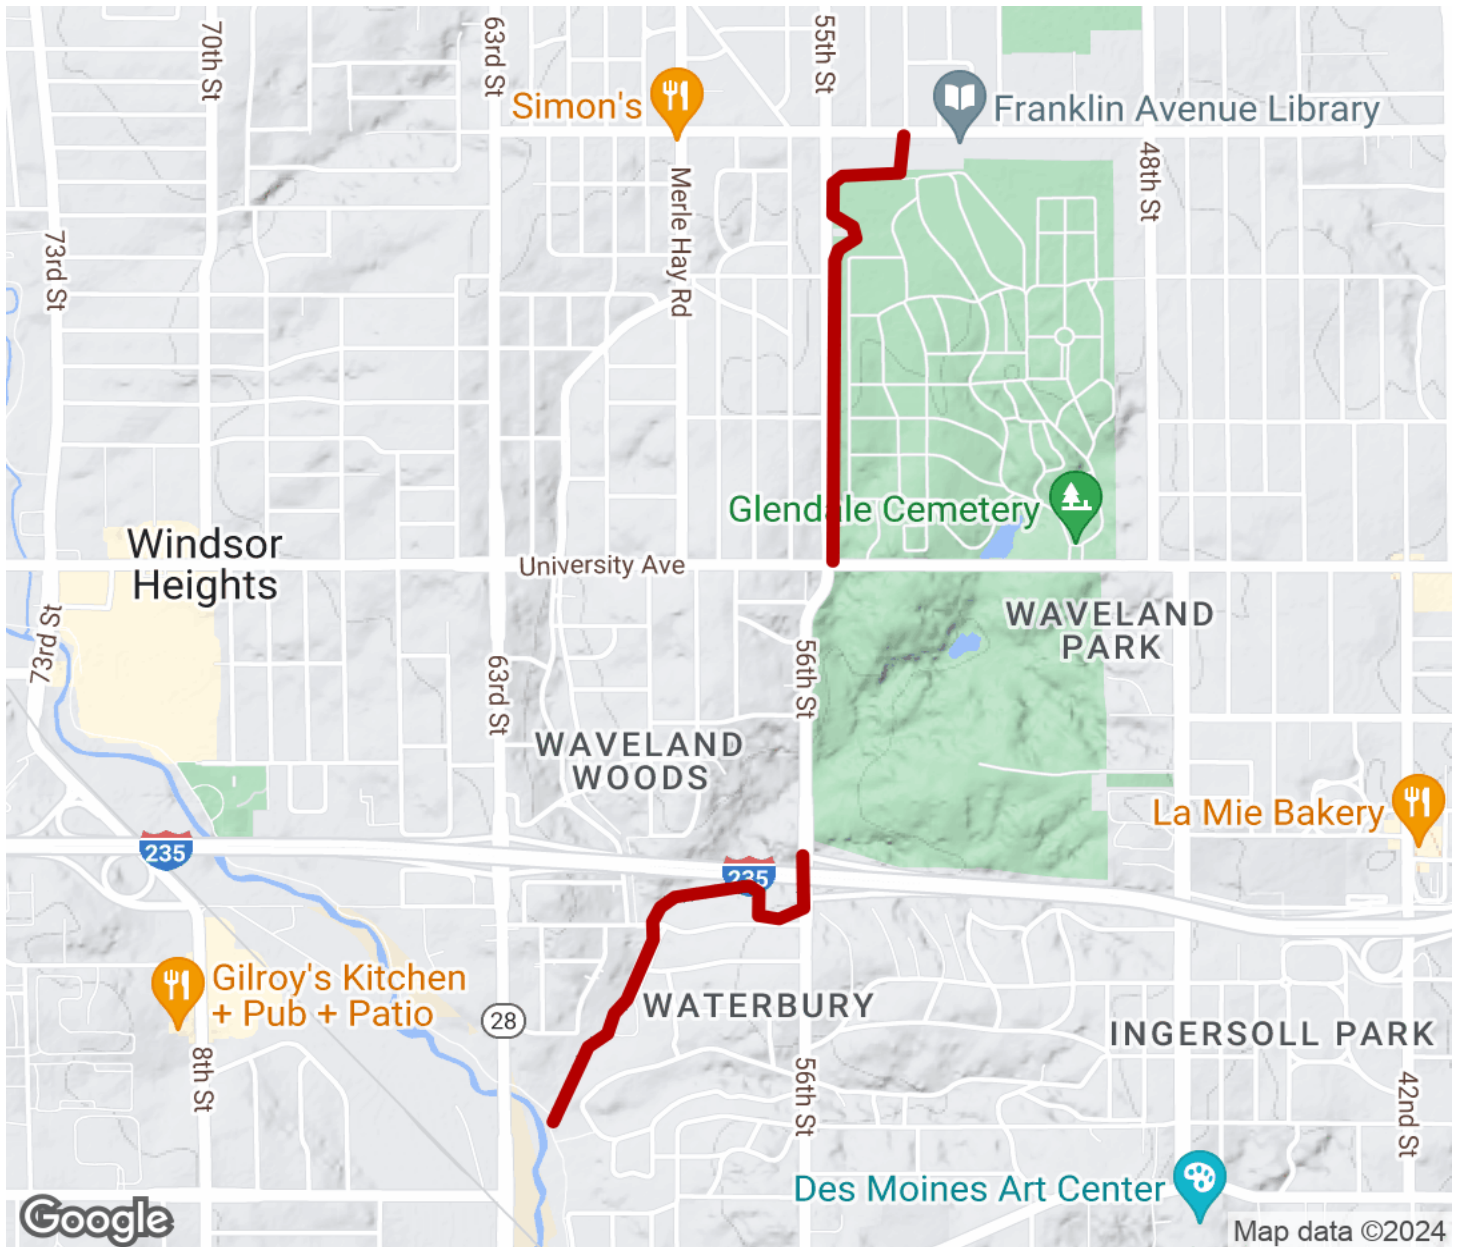 70th St
63rd St
55th St
Simon's
Franklin Avenue Library
48th St
Merle Hay Rd
73rd St
Glendale Cemetery
Windsor
Heights
University Ave
WAVELAND
PARK
73rd St
63rd St
56th St
WAVELAND
WOODS
La Mie Bakery
235
235
Gilroy's Kitchen
+ Pub + Patio
28
WATERBURY
INGERSOLL PARK
8th St
56th St
42nd St
Des Moines Art Center
Google
Map data ©2024